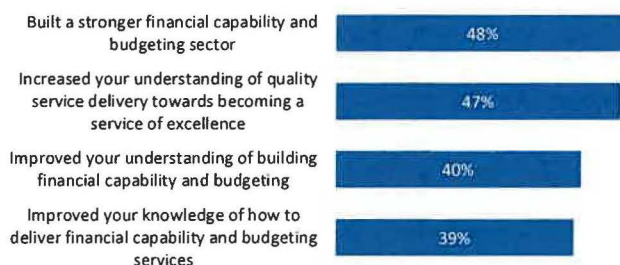 Built a stronger financial capability and
budgeting sector
48%
Increased your understanding of quality
service delivery towards becoming a
service of excellence
47%
Improved your understanding of building
financial capability and budgeting
40%
Improved your knowledge of how to
deliver financial capability and budgeting
services
39%